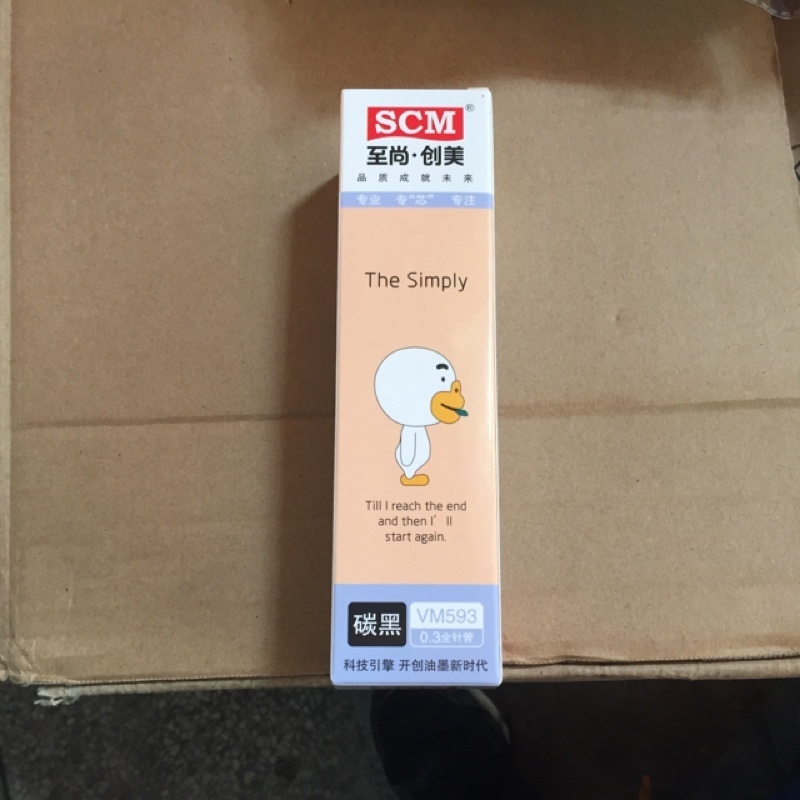 SCM®
至尚·创美
品质成就未来
专业 专“芯” 专注
The Simply
Till I reach the end
and then I' ll
start again.
碳黑
VM593
0.3全针管
科技引擎 开创油墨新时代